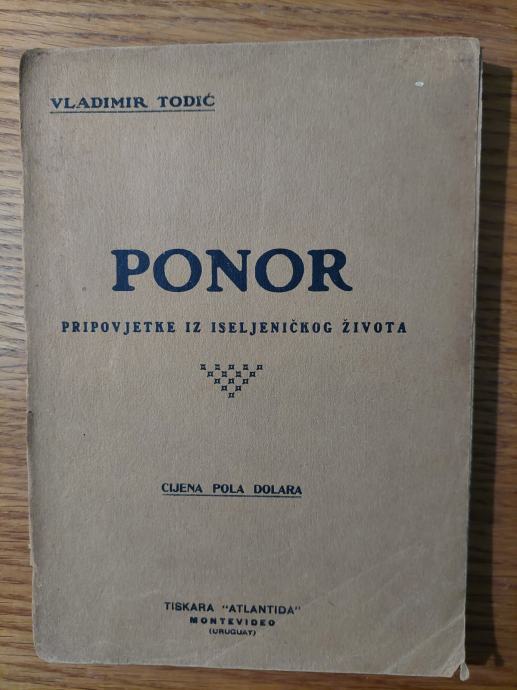 VLADIMIR TODIĆ
PONOR
PRIPOVJETKE IZ ISELJENIČKOG ŽIVOTA
CIJENA POLA DOLARA
TISKARA "ATLANTIDA"
MONTEVIDEO
(URUGUAY)